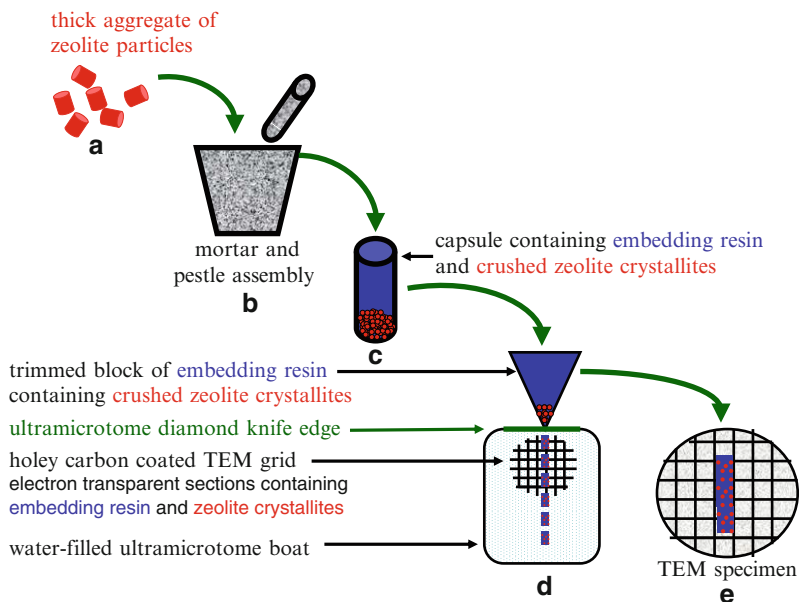 thick aggregate of
zeolite particles
a
mortar and
pestle assembly
b
capsule containing embedding resin
and crushed zeolite crystallites
c
trimmed block of embedding resin
containing crushed zeolite crystallites
ultramicrotome diamond knife edge
holey carbon coated TEM grid
electron transparent sections containing
embedding resin and zeolite crystallites
water-filled ultramicrotome boat
d
TEM specimen
e